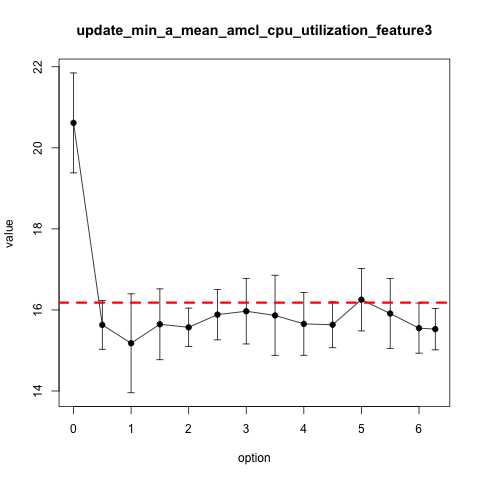 update_min_a_mean_amcl_cpu_utilization_feature3
22
20
18
16
14
value
0 1 2 3 4 5 6
option